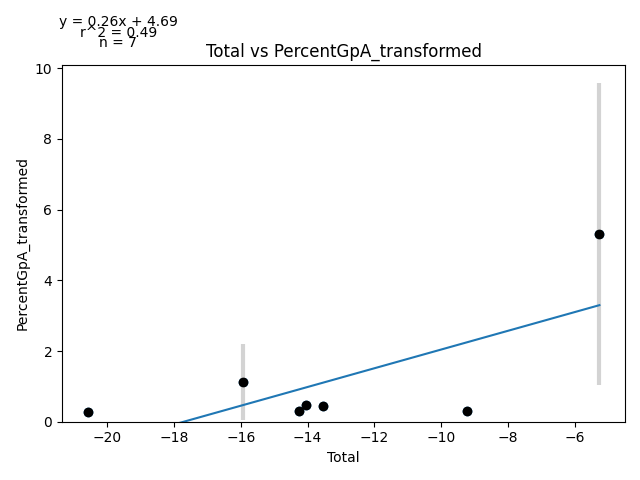 y = 0.26x + 4.69
r^2 = 0.49
n = 7
Total vs PercentGpA_transformed
PercentGpA_transformed
10
8
6
4
2
0
−20 −18 −16 −14 −12 −10 −8 −6
Total